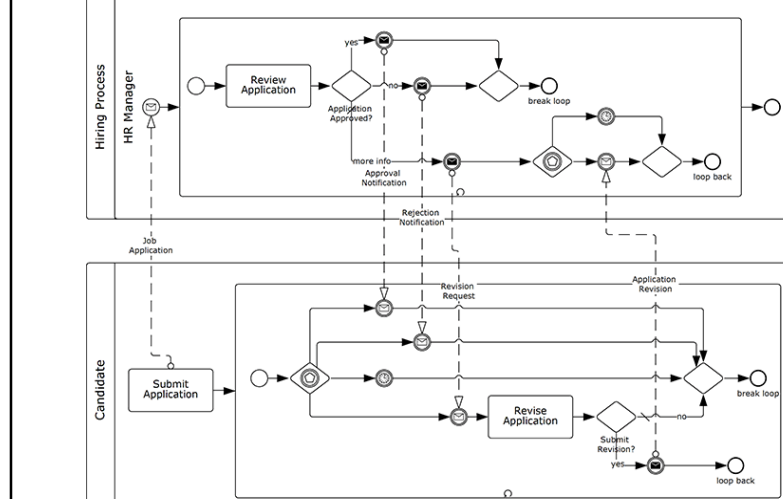 Hiring Process
HR Manager
yes
Review
Application
no
break loop
Application
Approved?
more info
Approval
Notification
loop back
Rejection
Notification
Job
Application
Candidate
Revision
Request
Application
Revision
Submit
Application
break loop
Revise
Application
no
Submit
Revision?
yes
loop back